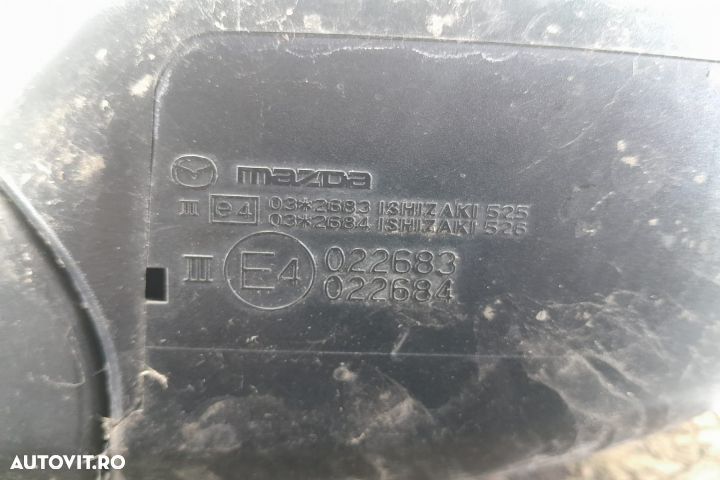 mazda
III e4 03*2683 ISHIZAKI 525
03*2684 ISHIZAKI 526
III E4 022683
022684
AUTOVIT.RO